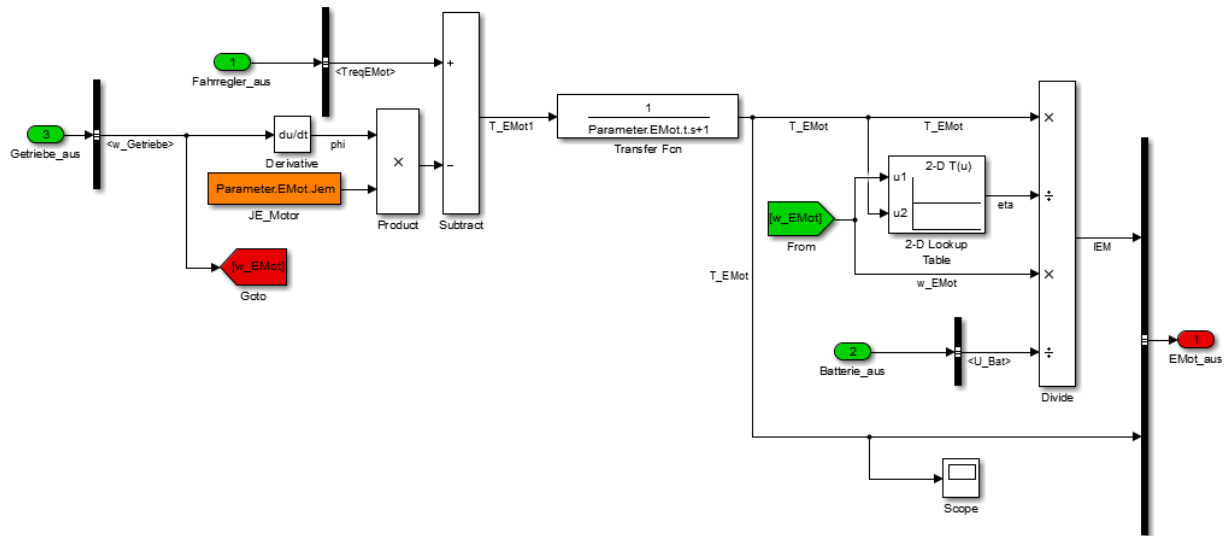 1
Fahrregler_aus
<TreqEMot>
3
Getriebe_aus
<w_Getriebe>
du/dt
Derivative
phi
Parameter.EMot.Jem
JE_Motor
×
Product
+
−
Subtract
[w_EMot]
Goto
T_EMot1
1
Parameter.EMot.t.s+1
Transfer Fcn
T_EMot
T_EMot
2-D T(u)
u1
u2
2-D Lookup
Table
eta
[w_EMot]
From
w_EMot
T_EMot
2
Batterie_aus
<U_Bat>
×
÷
×
÷
Divide
IEM
1
EMot_aus
Scope